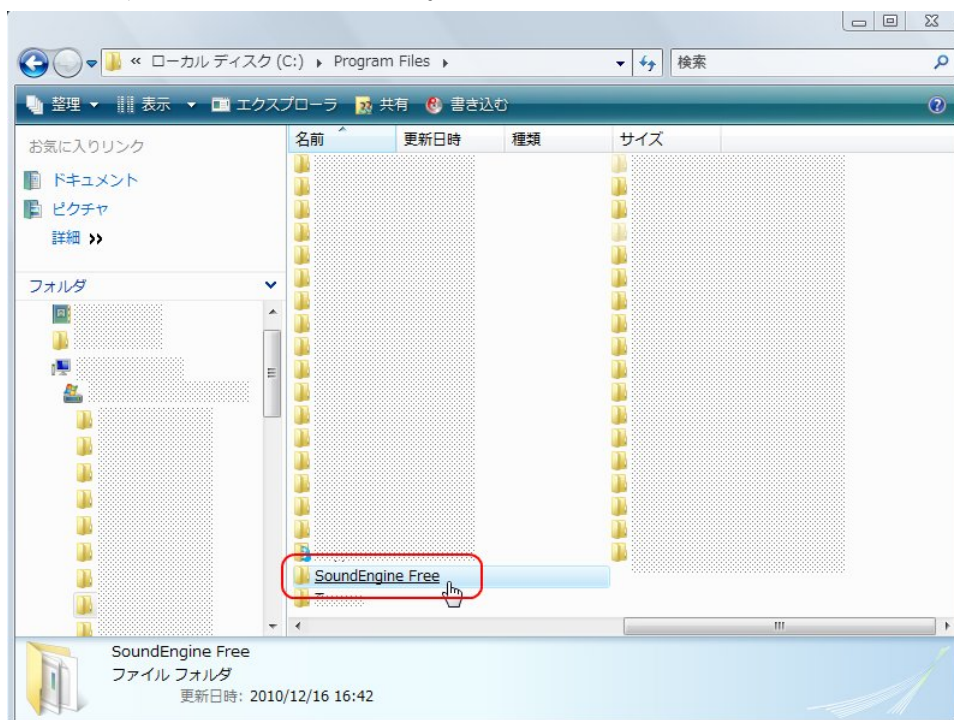 « ローカル ディスク (C:) ▸ Program Files ▸
検索
整理 ▼ 表示 ▼ エクスプローラ 共有 書き込む
お気に入りリンク
ドキュメント
ピクチャ
詳細 »
フォルダ
名前 更新日時 種類 サイズ
SoundEngine Free
SoundEngine Free
ファイル フォルダ
更新日時: 2010/12/16 16:42